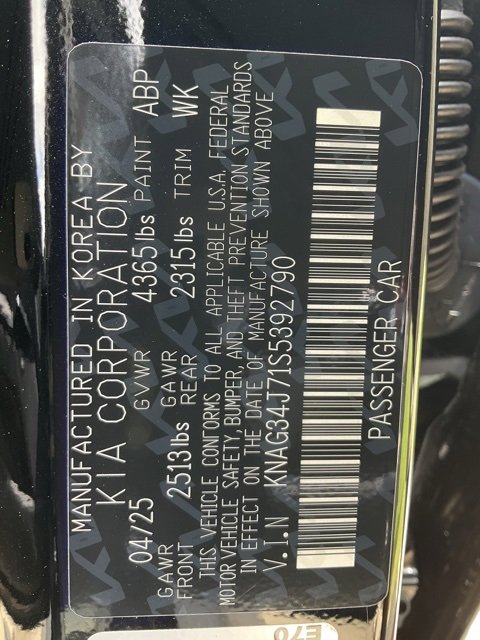 MANUFACTURED IN KOREA BY
KIA CORPORATION
04/25 GVWR 4365lbs PAINT ABP
GAWR FRONT 2513lbs GAWR REAR 2315lbs TRIM WK
THIS VEHICLE CONFORMS TO ALL APPLICABLE U.S.A. FEDERAL
MOTOR VEHICLE SAFETY, BUMPER, AND THEFT PREVENTION STANDARDS
IN EFFECT ON THE DATE OF MANUFACTURE SHOWN ABOVE
V.I.N KNAG34J71S5392790
PASSENGER CAR
E70